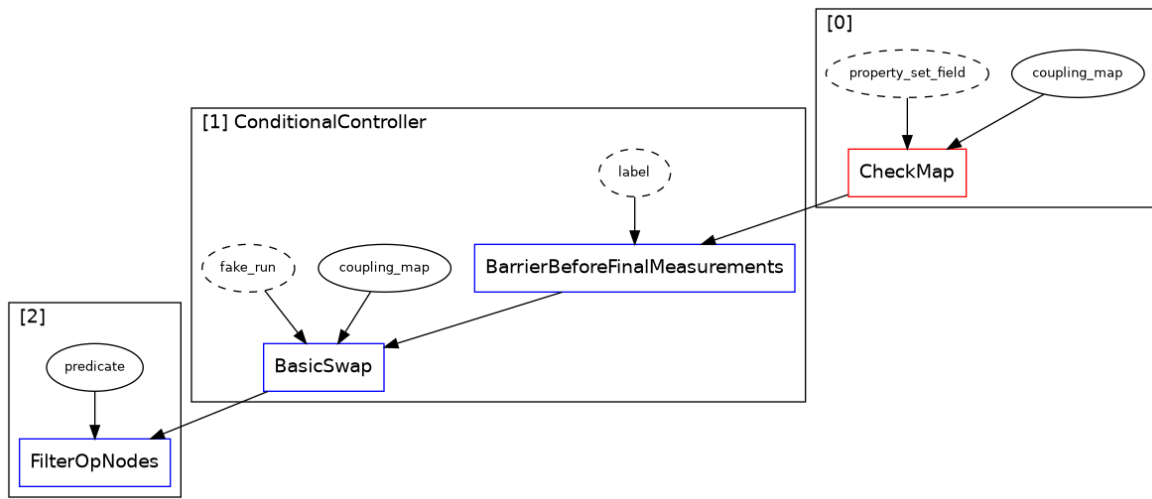 [0]
property_set_field
coupling_map
CheckMap
[1] ConditionalController
label
BarrierBeforeFinalMeasurements
fake_run
coupling_map
BasicSwap
[2]
predicate
FilterOpNodes